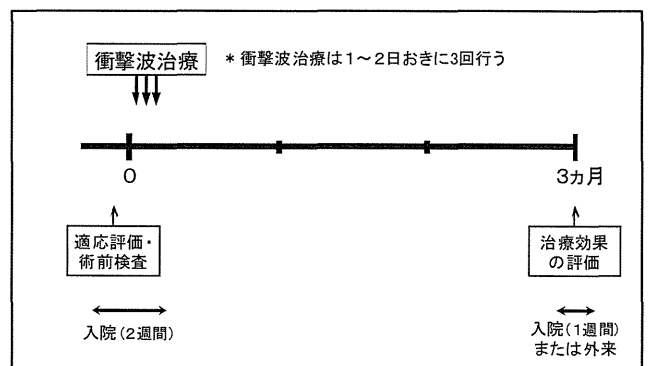 衝撃波治療
* 衝撃波治療は1～2日おきに3回行う
0
3ヵ月
適応評価・
術前検査
治療効果
の評価
入院(2週間)
入院(1週間)
または外来